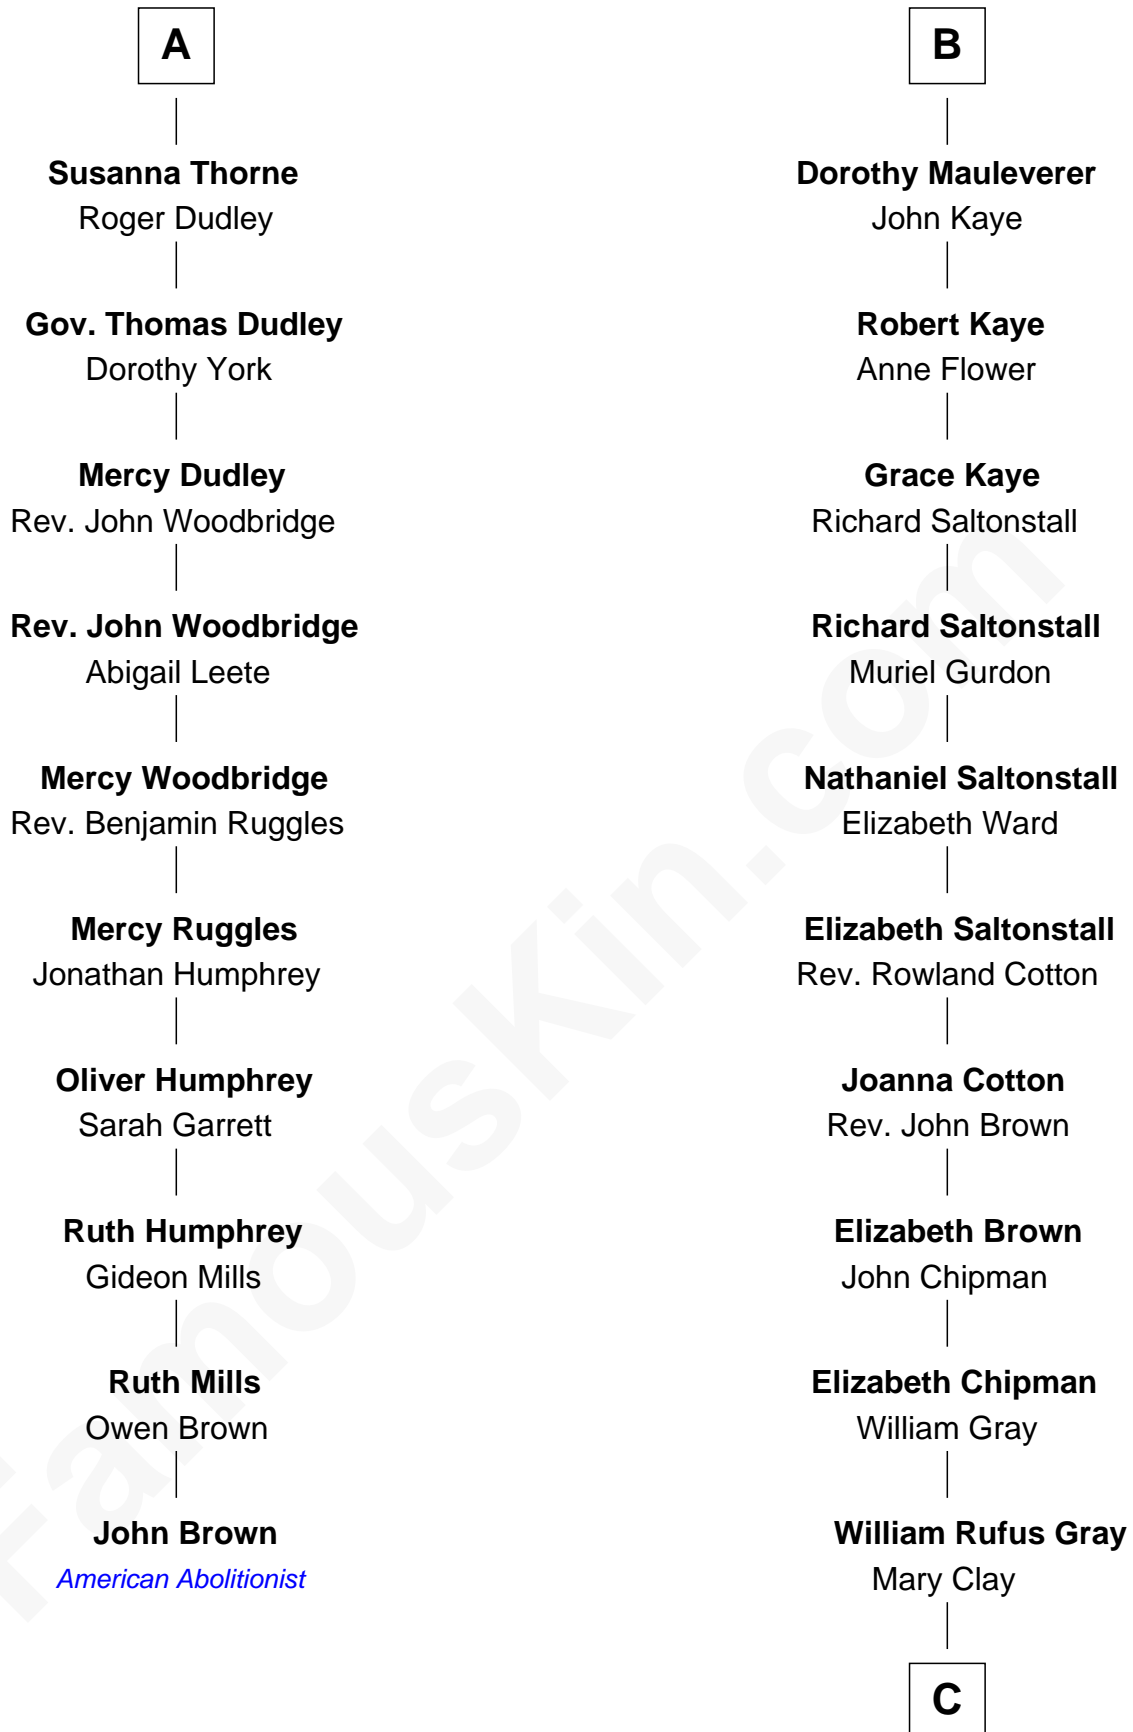 A
Susanna Thorne
Roger Dudley
Gov. Thomas Dudley
Dorothy York
Mercy Dudley
Rev. John Woodbridge
Rev. John Woodbridge
Abigail Leete
Mercy Woodbridge
Rev. Benjamin Ruggles
Mercy Ruggles
Jonathan Humphrey
Oliver Humphrey
Sarah Garrett
Ruth Humphrey
Gideon Mills
Ruth Mills
Owen Brown
John Brown
American Abolitionist
B
Dorothy Mauleverer
John Kaye
Robert Kaye
Anne Flower
Grace Kaye
Richard Saltonstall
Richard Saltonstall
Muriel Gurdon
Nathaniel Saltonstall
Elizabeth Ward
Elizabeth Saltonstall
Rev. Rowland Cotton
Joanna Cotton
Rev. John Brown
Elizabeth Brown
John Chipman
Elizabeth Chipman
William Gray
William Rufus Gray
Mary Clay
C
FamousKin.com